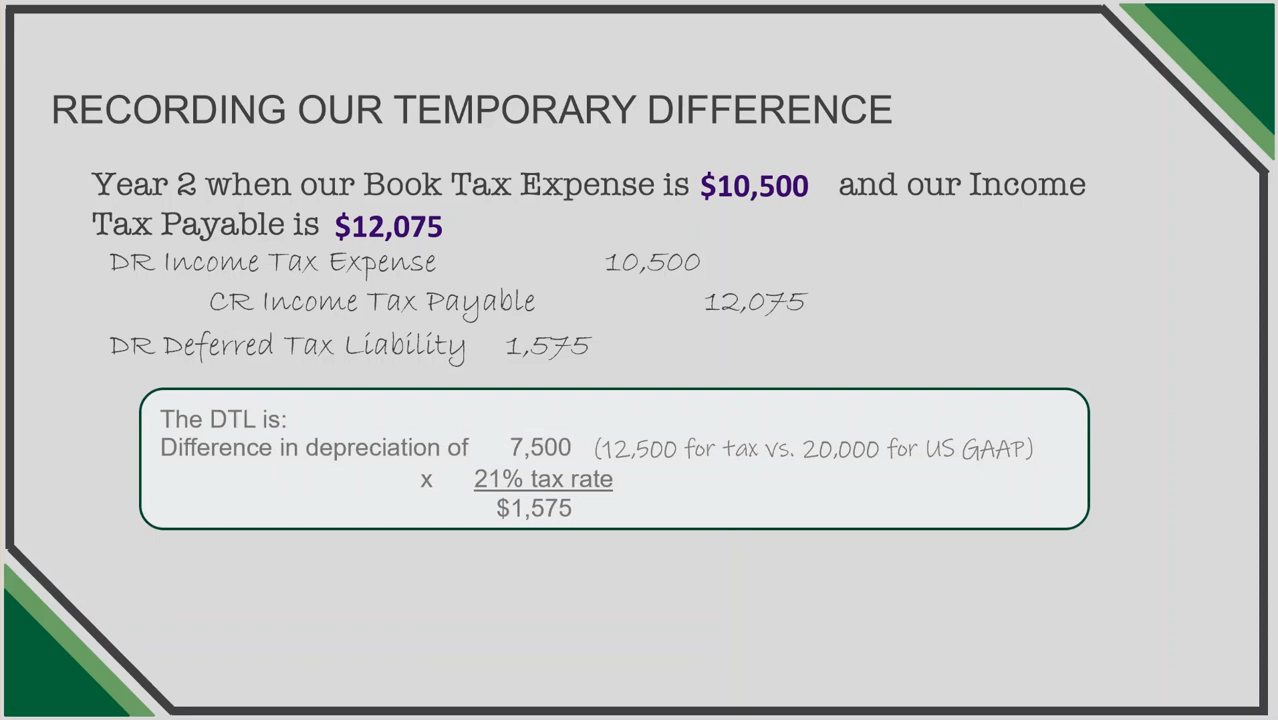 RECORDING OUR TEMPORARY DIFFERENCE
Year 2 when our Book Tax Expense is $10,500 and our Income
Tax Payable is $12,075
DR Income Tax Expense 10,500
CR Income Tax Payable 12,075
DR Deferred Tax Liability 1,575
The DTL is:
Difference in depreciation of 7,500 (12,500 for tax vs. 20,000 for US GAAP)
x 21% tax rate
$1,575